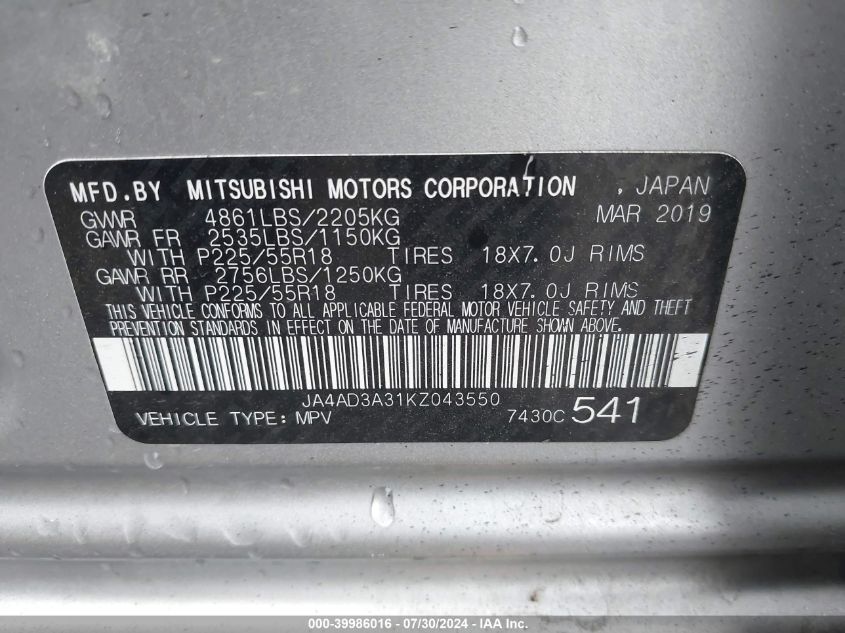 MFD.BY MITSUBISHI MOTORS CORPORATION , JAPAN
GVWR 4861LBS/2205KG MAR 2019
GAWR FR 2535LBS/1150KG
WITH P225/55R18 TIRES 18X7.0J RIMS
GAWR RR 2756LBS/1250KG
WITH P225/55R18 TIRES 18X7.0J RIMS
THIS VEHICLE CONFORMS TO ALL APPLICABLE FEDERAL MOTOR VEHICLE SAFETY AND THEFT
PREVENTION STANDARDS IN EFFECT ON THE DATE OF MANUFACTURE SHOWN ABOVE.
JA4AD3A31KZ043550
VEHICLE TYPE: MPV 7430C 541
000-39986016 - 07/30/2024 - IAA Inc.